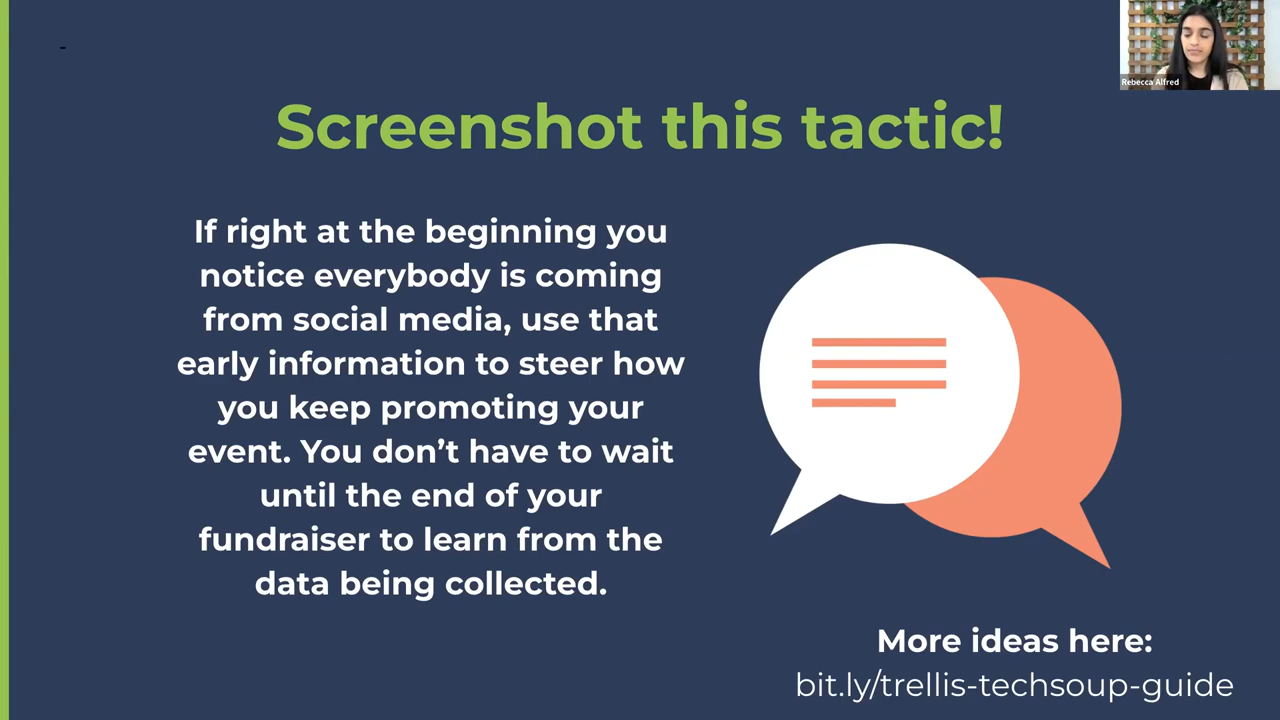 Rebecca Alfred
Screenshot this tactic!
If right at the beginning you
notice everybody is coming
from social media, use that
early information to steer how
you keep promoting your
event. You don’t have to wait
until the end of your
fundraiser to learn from the
data being collected.
More ideas here:
bit.ly/trellis-techsoup-guide